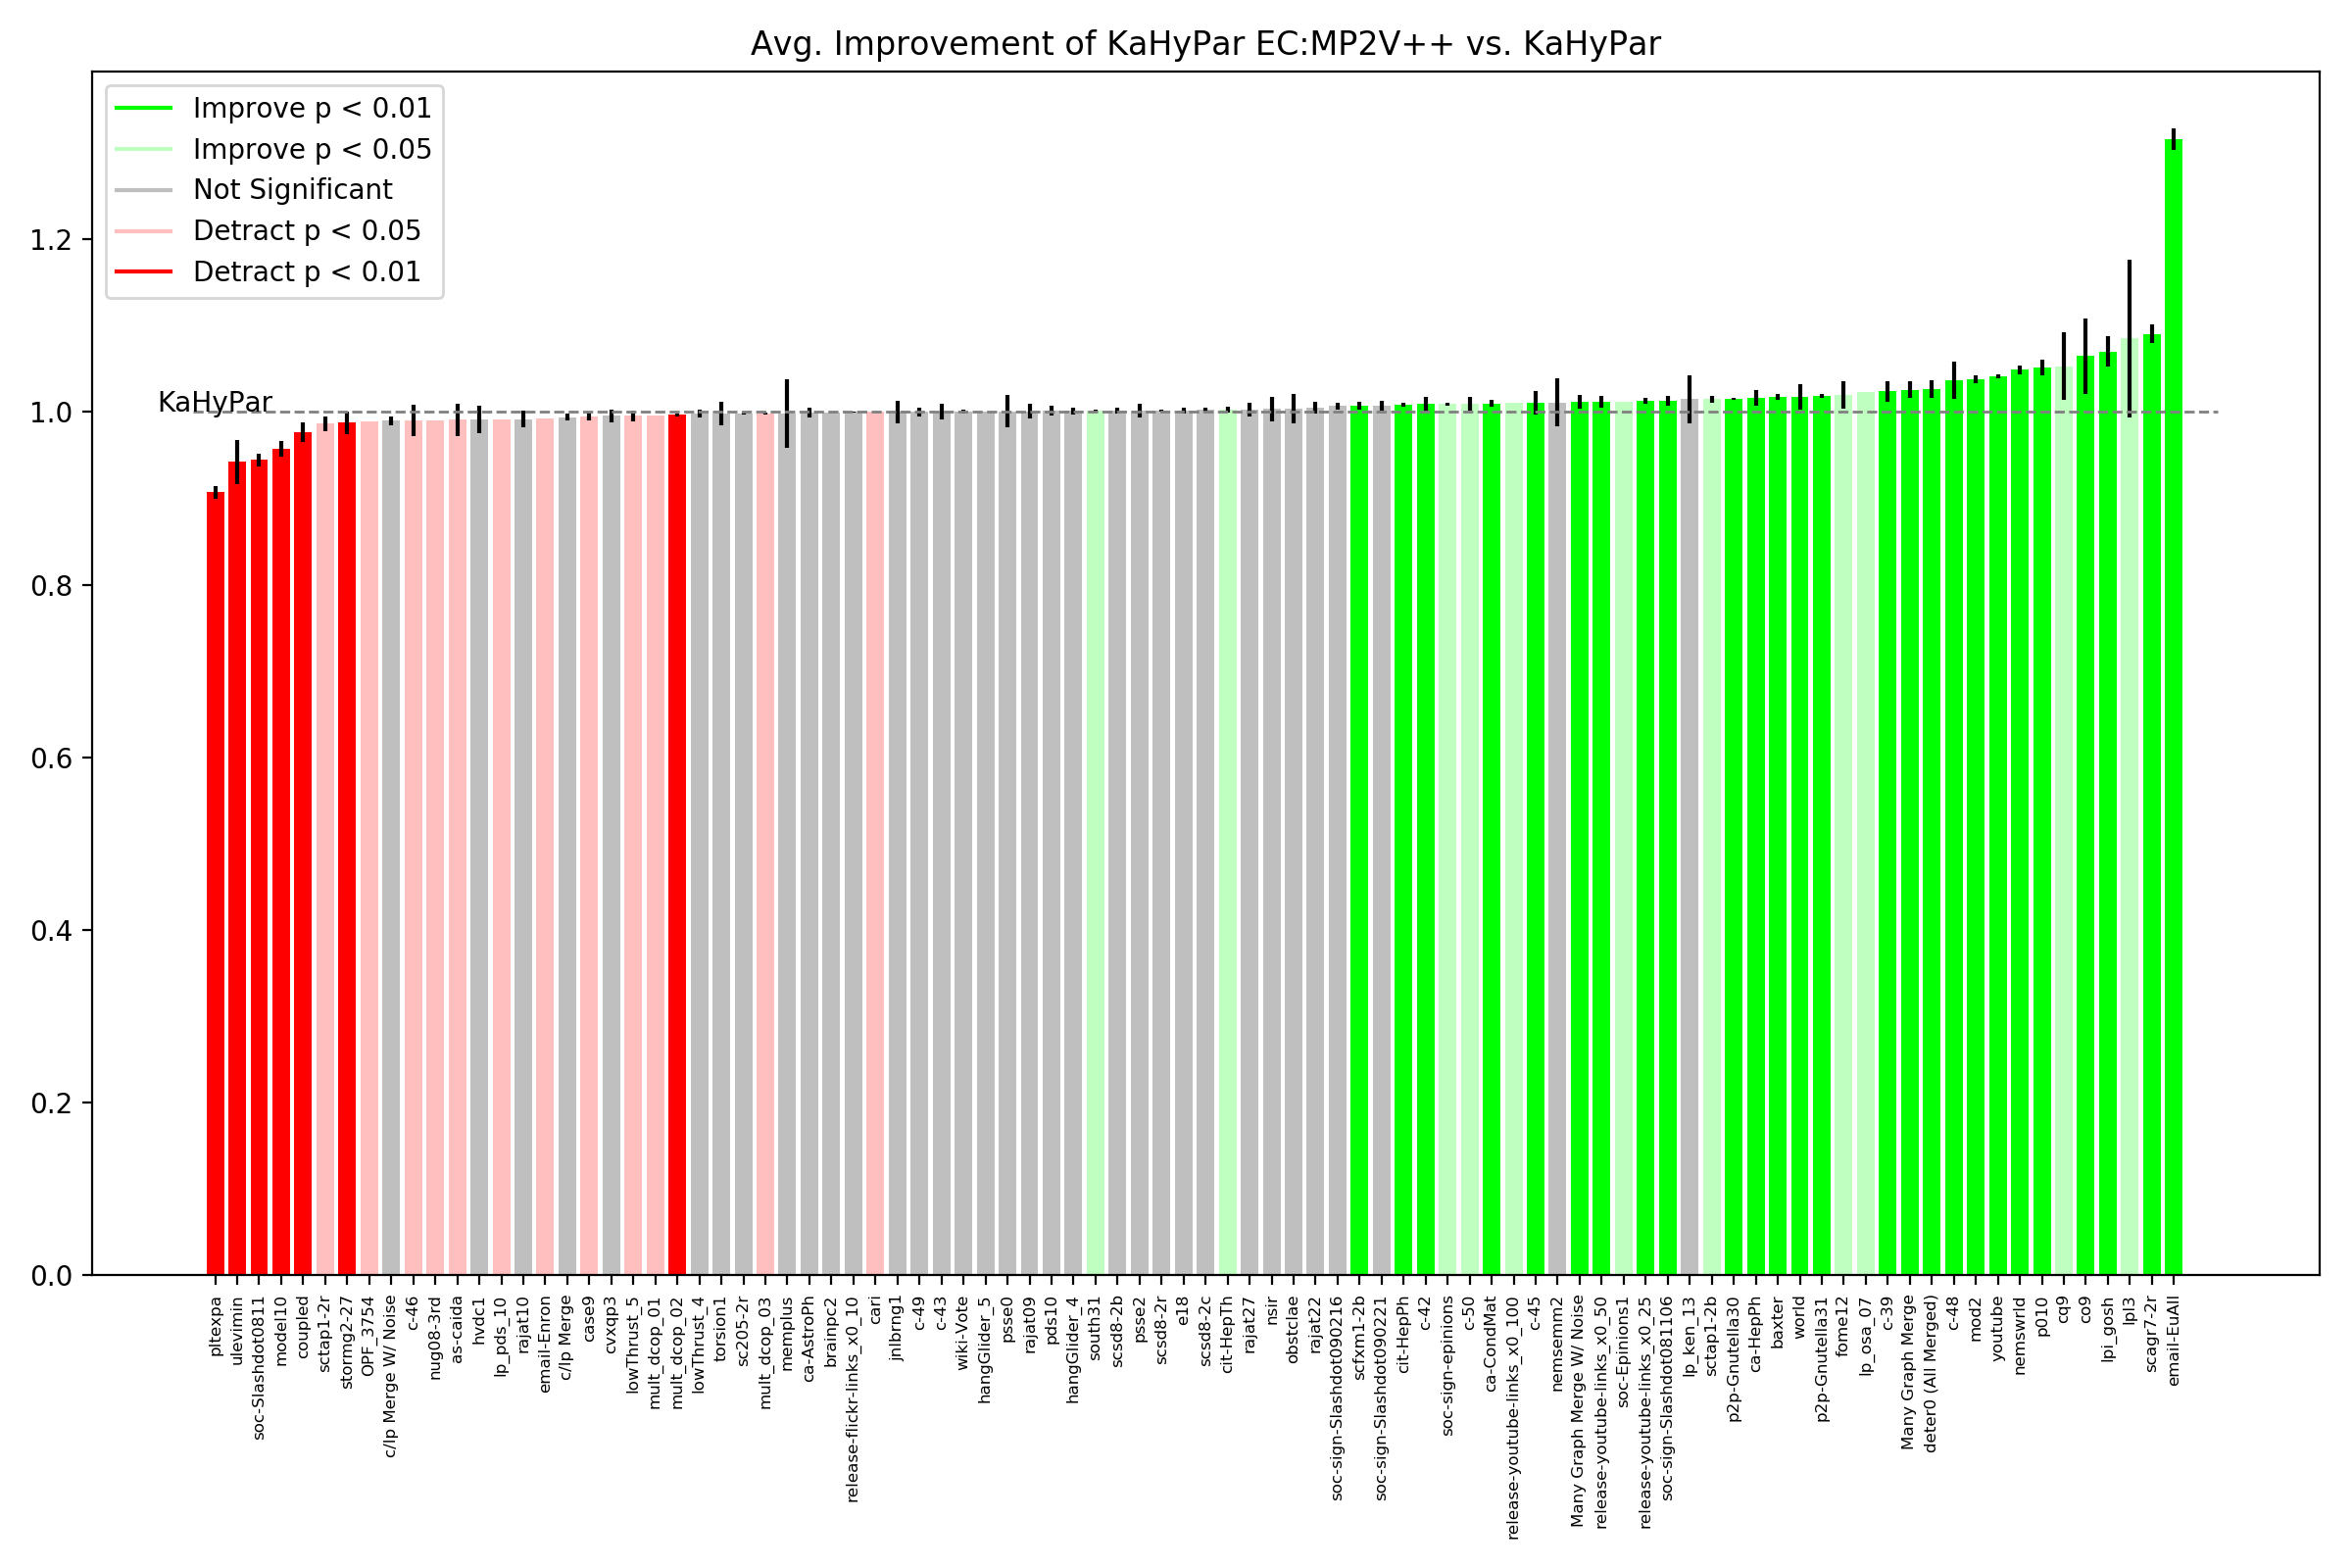 Avg. Improvement of KaHyPar EC:MP2V++ vs. KaHyPar
Improve p < 0.01
Improve p < 0.05
Not Significant
Detract p < 0.05
Detract p < 0.01
1.2
1.0
0.8
0.6
0.4
0.2
0.0
KaHyPar
pltexpa
ulevimin
soc-Slashdot0811
model10
coupled
sctap1-2r
stormg2-27
OPF_3754
c/lp Merge W/ Noise
c-46
nug08-3rd
as-caida
hvdc1
lp_pds_10
rajat10
email-Enron
c/lp Merge
case9
cvxqp3
lowThrust_5
mult_dcop_01
mult_dcop_02
lowThrust_4
torsion1
sc205-2r
mult_dcop_03
memplus
ca-AstroPh
brainpc2
release-flickr-links_x0_10
cari
jnlbrng1
c-49
c-43
wiki-Vote
hangGlider_5
psse0
rajat09
pds10
hangGlider_4
south31
scsd8-2b
psse2
scsd8-2r
e18
scsd8-2c
cit-HepTh
rajat27
nsir
obstclae
rajat22
soc-sign-Slashdot090216
scfxm1-2b
soc-sign-Slashdot090221
cit-HepPh
c-42
soc-sign-epinions
c-50
ca-CondMat
release-youtube-links_x0_100
c-45
nemsemm2
Many Graph Merge W/ Noise
release-youtube-links_x0_50
soc-Epinions1
release-youtube-links_x0_25
soc-sign-Slashdot081106
lp_ken_13
sctap1-2b
p2p-Gnutella30
ca-HepPh
baxter
world
p2p-Gnutella31
fome12
lp_osa_07
c-39
Many Graph Merge
deter0 (All Merged)
c-48
mod2
youtube
nemswrld
p010
cq9
co9
lpi_gosh
lpl3
scagr7-2r
email-EuAll